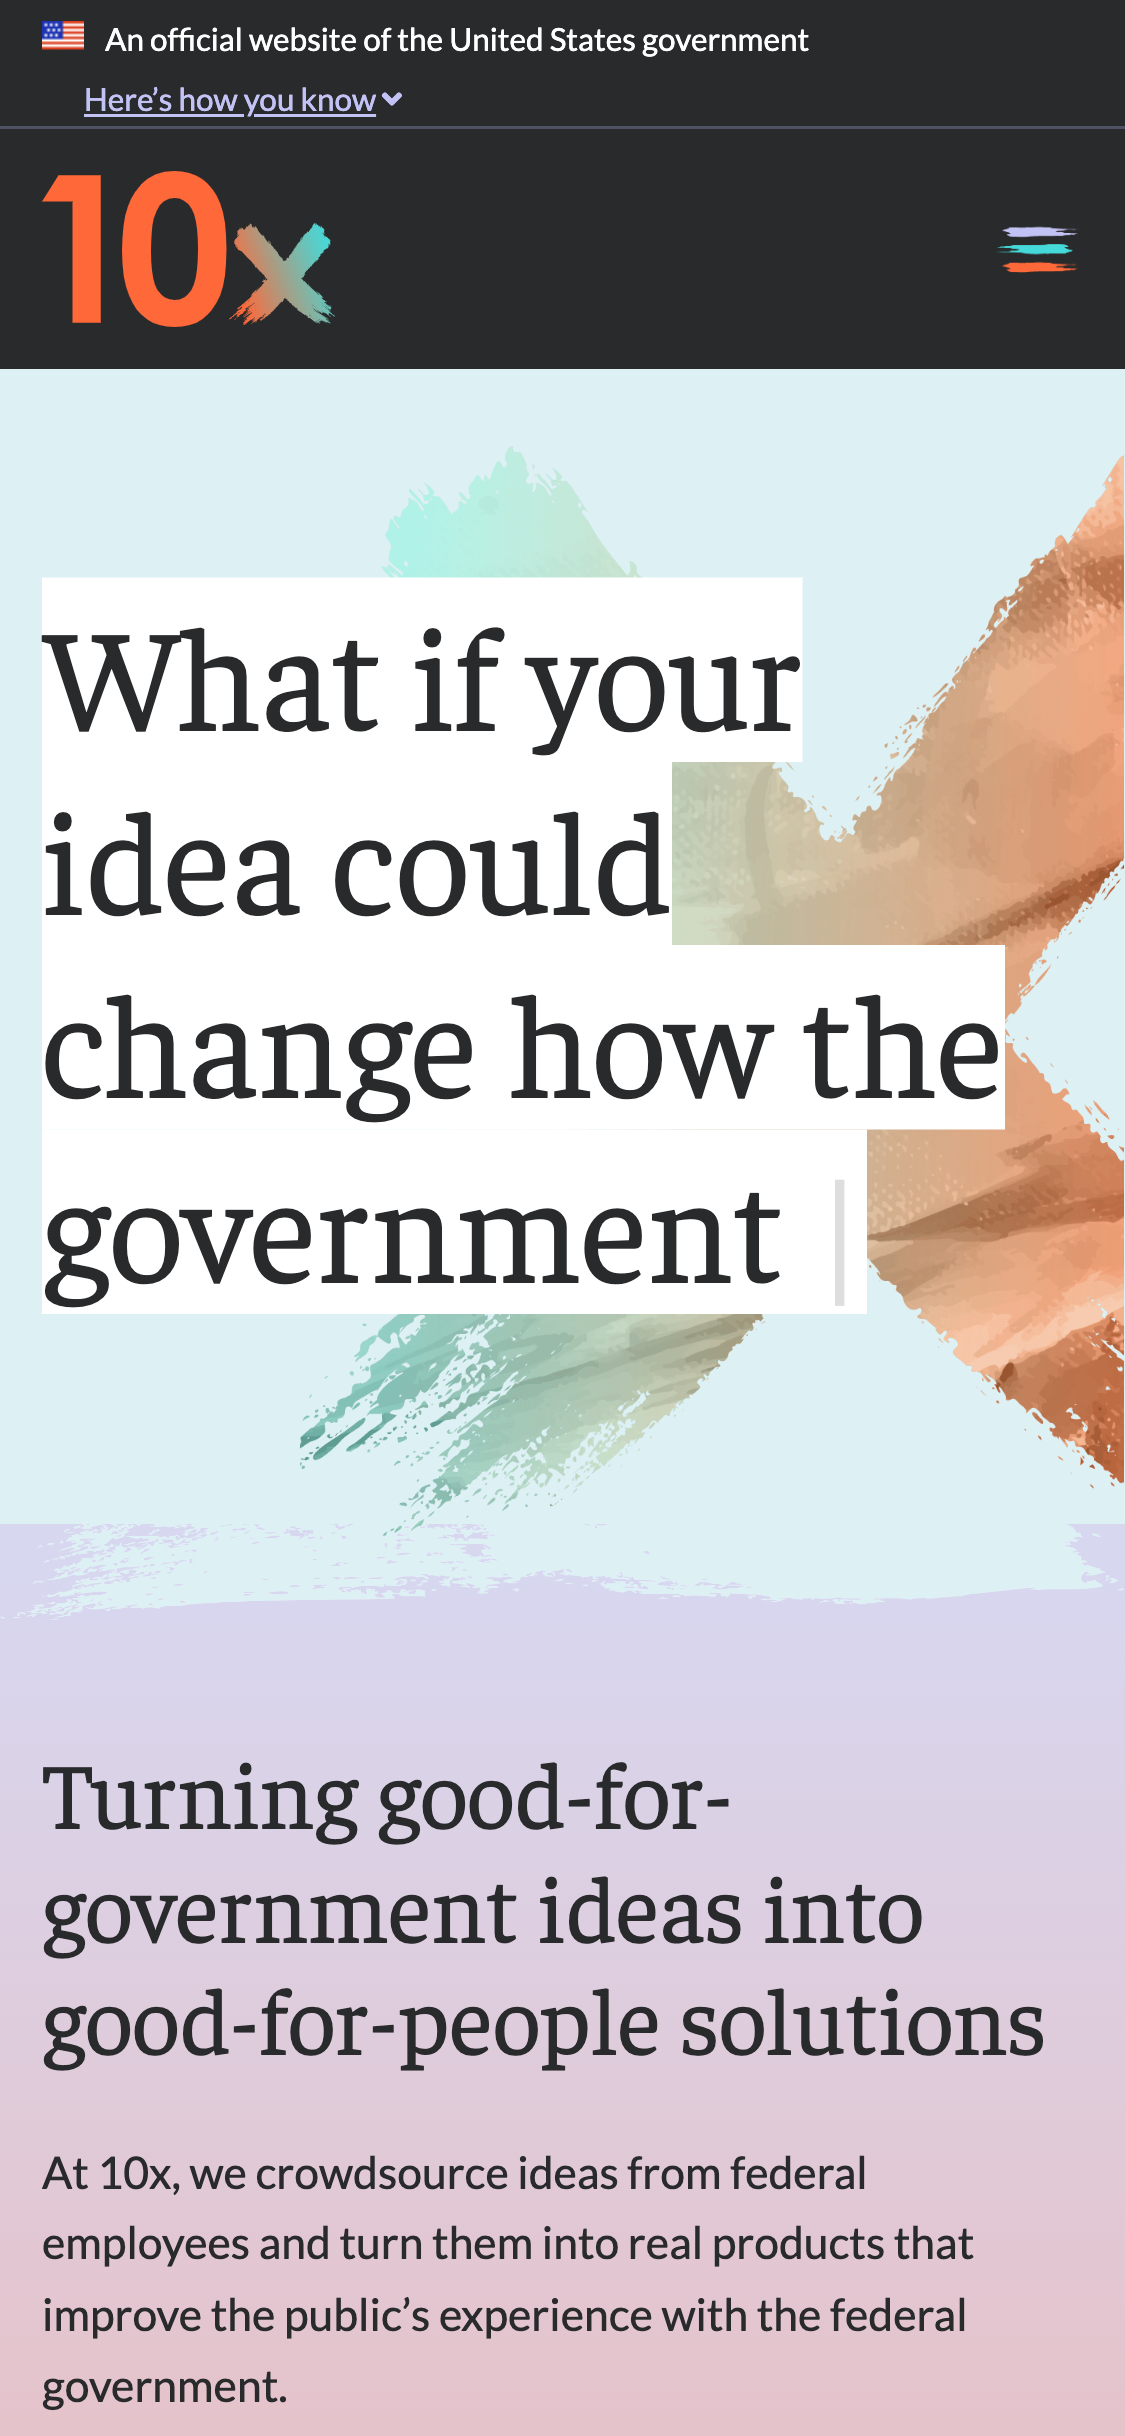 An official website of the United States government
Here’s how you know
10x
What if your
idea could
change how the
government
Turning good-for-
government ideas into
good-for-people solutions
At 10x, we crowdsource ideas from federal
employees and turn them into real products that
improve the public’s experience with the federal
government.